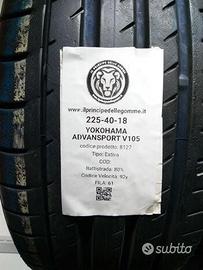 www.ilprincipedellegomme.it
225-40-18
YOKOHAMA
ADVANSPORT V105
codice prodotto: 8127
Tipo: Estiva
COD:
Battistrada: 80%
Codice Velocità: 92y
FILA: 61
subito